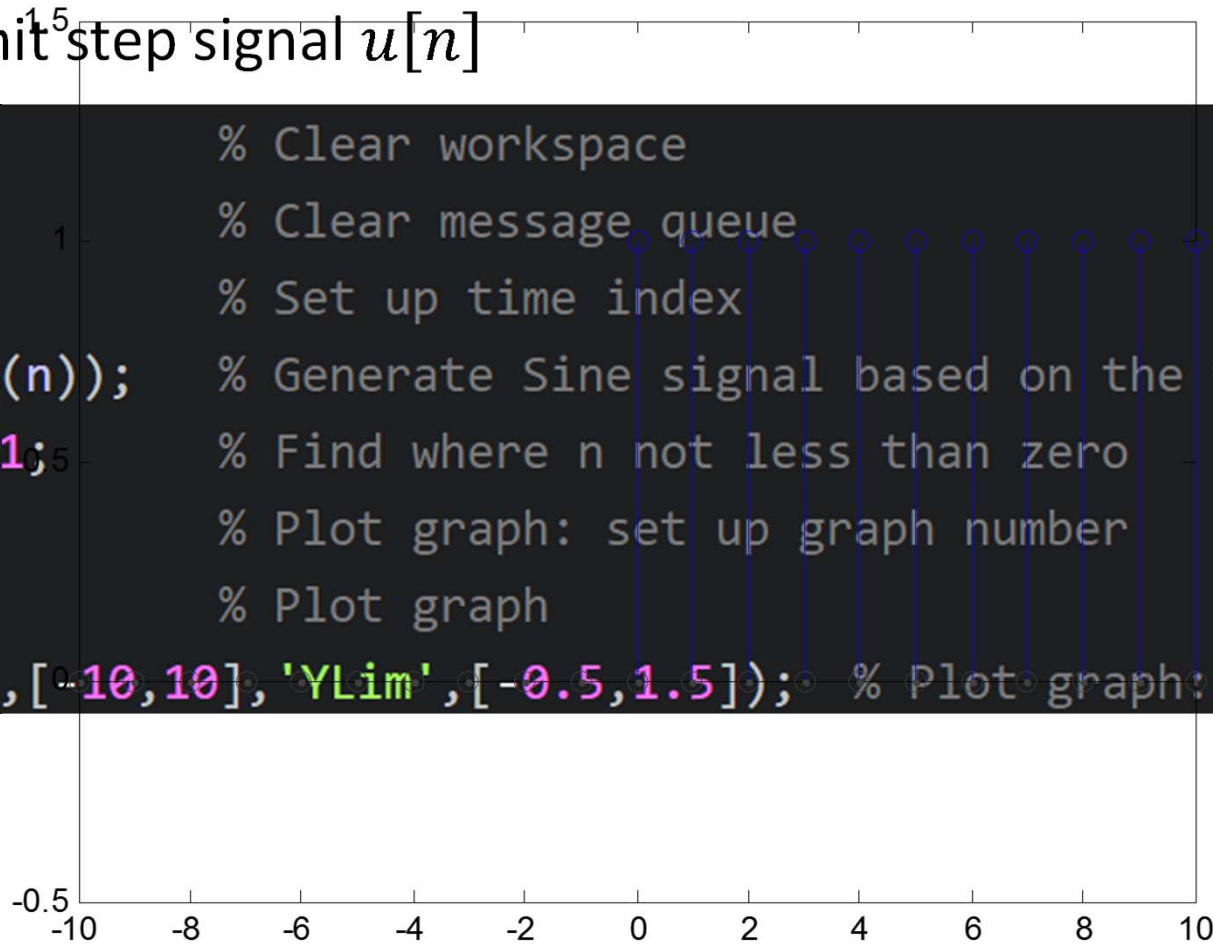 1.5
nit step signal u[n]
% Clear workspace
% Clear message queue
1
% Set up time index
(n)); % Generate Sine signal based on the
1; % Find where n not less than zero
0.5
% Plot graph: set up graph number
% Plot graph
,[-10,10],'YLim',[-0.5,1.5]); % Plot graph:
0
-0.5
-10 -8 -6 -4 -2 0 2 4 6 8 10